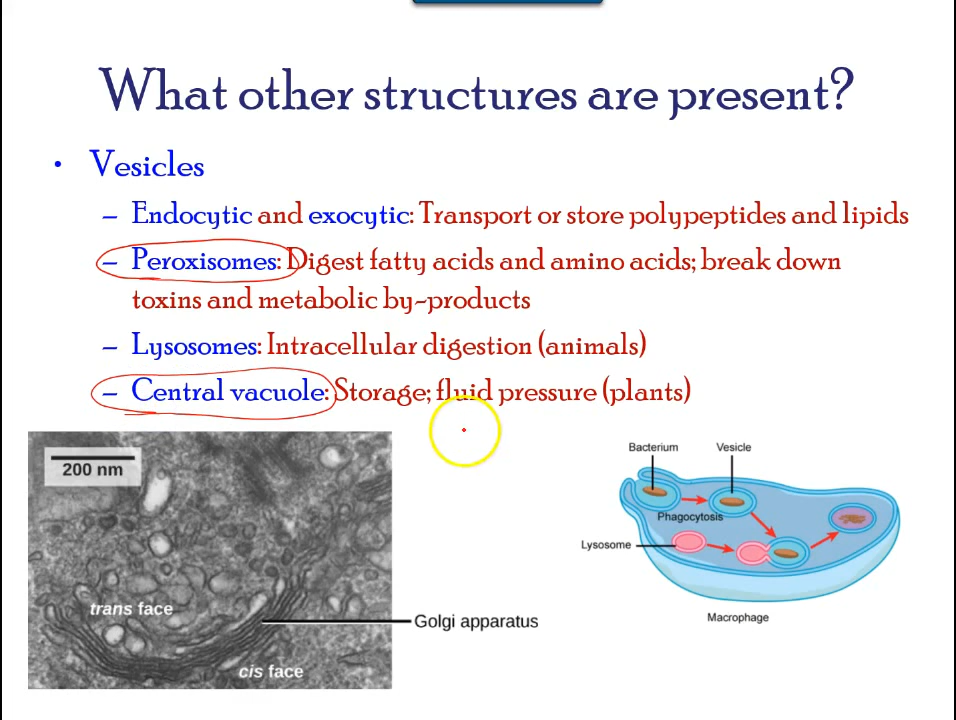 What other structures are present?
• Vesicles
– Endocytic and exocytic: Transport or store polypeptides and lipids
– Peroxisomes: Digest fatty acids and amino acids; break down
toxins and metabolic by-products
– Lysosomes: Intracellular digestion (animals)
– Central vacuole: Storage; fluid pressure (plants)
200 nm
trans face
cis face
Golgi apparatus
Bacterium
Vesicle
Phagocytosis
Lysosome
Macrophage